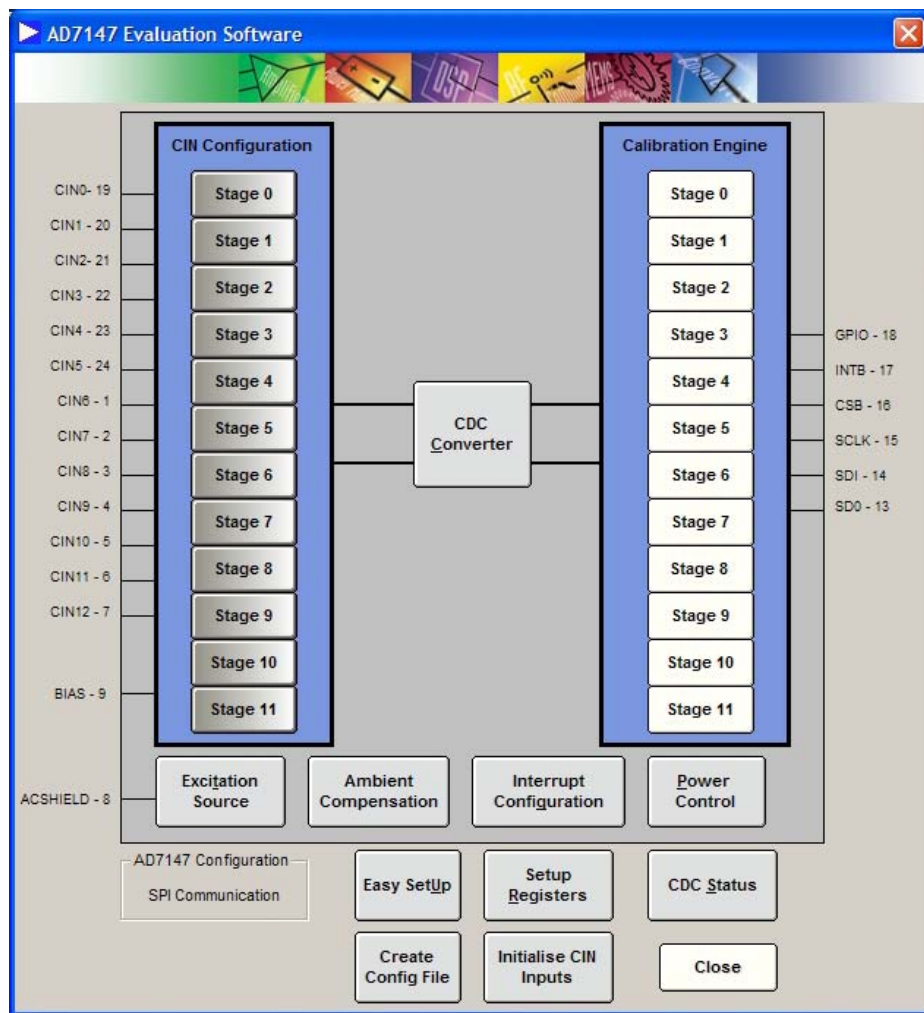 AD7147 Evaluation Software
Amplifiers
Power
DSP
RF
MEMS
CIN Configuration
Stage 0
Stage 1
Stage 2
Stage 3
Stage 4
Stage 5
Stage 6
Stage 7
Stage 8
Stage 9
Stage 10
Stage 11
CIN0- 19
CIN1 - 20
CIN2- 21
CIN3 - 22
CIN4 - 23
CIN5 - 24
CIN6 - 1
CIN7 - 2
CIN8 - 3
CIN9 - 4
CIN10 - 5
CIN11 - 6
CIN12 - 7
BIAS - 9
ACSHIELD - 8
CDC
Converter
Calibration Engine
Stage 0
Stage 1
Stage 2
Stage 3
Stage 4
Stage 5
Stage 6
Stage 7
Stage 8
Stage 9
Stage 10
Stage 11
GPIO - 18
INTB - 17
CSB - 16
SCLK - 15
SDI - 14
SD0 - 13
Excitation
Source
Ambient
Compensation
Interrupt
Configuration
Power
Control
AD7147 Configuration
SPI Communication
Easy SetUp
Setup
Registers
CDC Status
Create
Config File
Initialise CIN
Inputs
Close